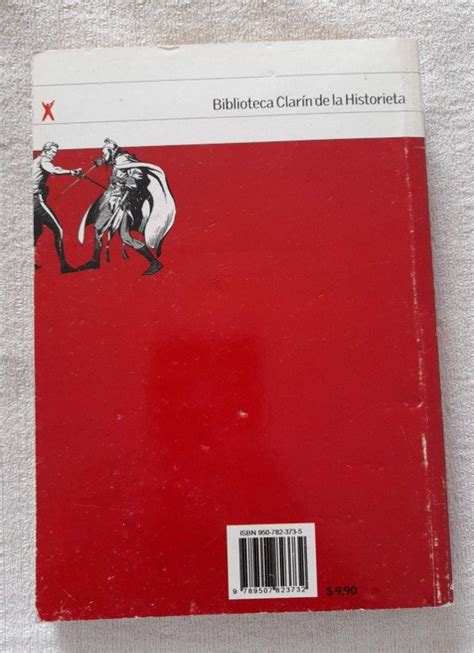 Biblioteca Clarín de la Historieta
ISBN 950-782-373-5
9 789507 823732
$ 9,90